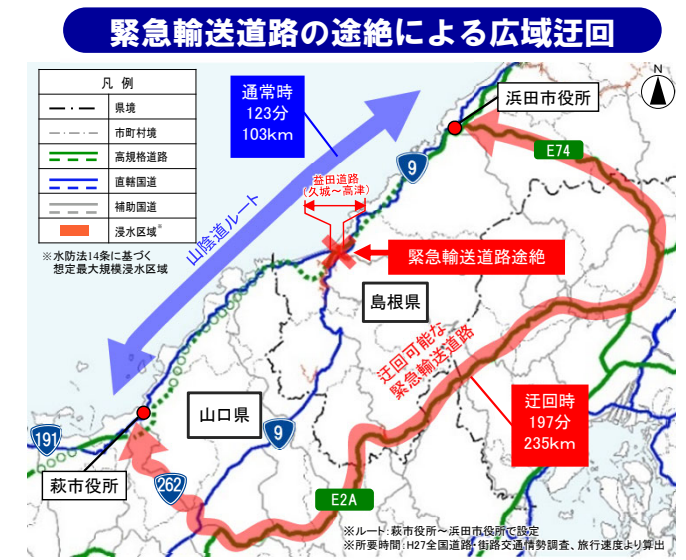 緊急輸送道路の途絶による広域迂回
凡 例
県境
市町村境
高規格道路
直轄国道
補助国道
浸水区域※
※水防法14条に基づく
想定最大規模浸水区域
通常時
123分
103km
山陰道ルート
益田道路
(久城～高津)
9
浜田市役所
N
E74
緊急輸送道路途絶
島根県
迂回可能な
緊急輸送道路
迂回時
197分
235km
山口県
191
9
萩市役所
262
E2A
※ルート：萩市役所～浜田市役所で設定
※所要時間：H27全国道路・街路交通情勢調査、旅行速度より算出